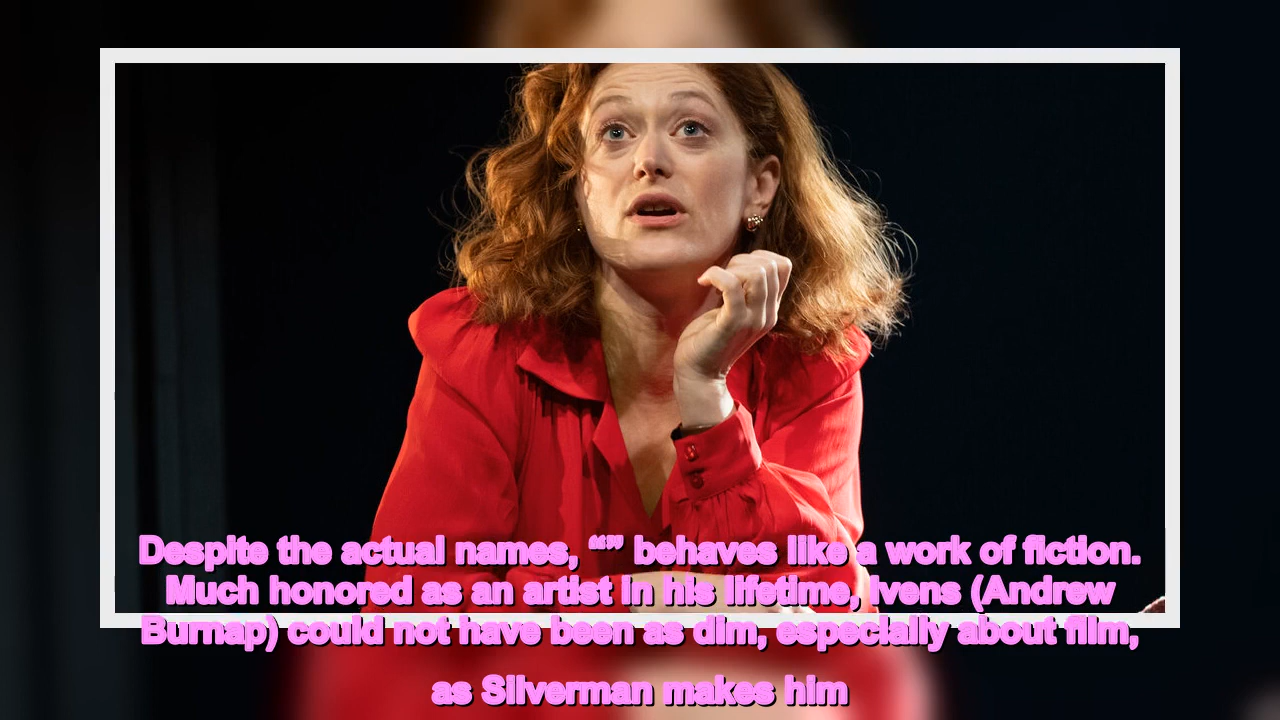 Despite the actual names, “” behaves like a work of fiction.
Much honored as an artist in his lifetime, Ivens (Andrew
Burnap) could not have been as dim, especially about film,
as Silverman makes him